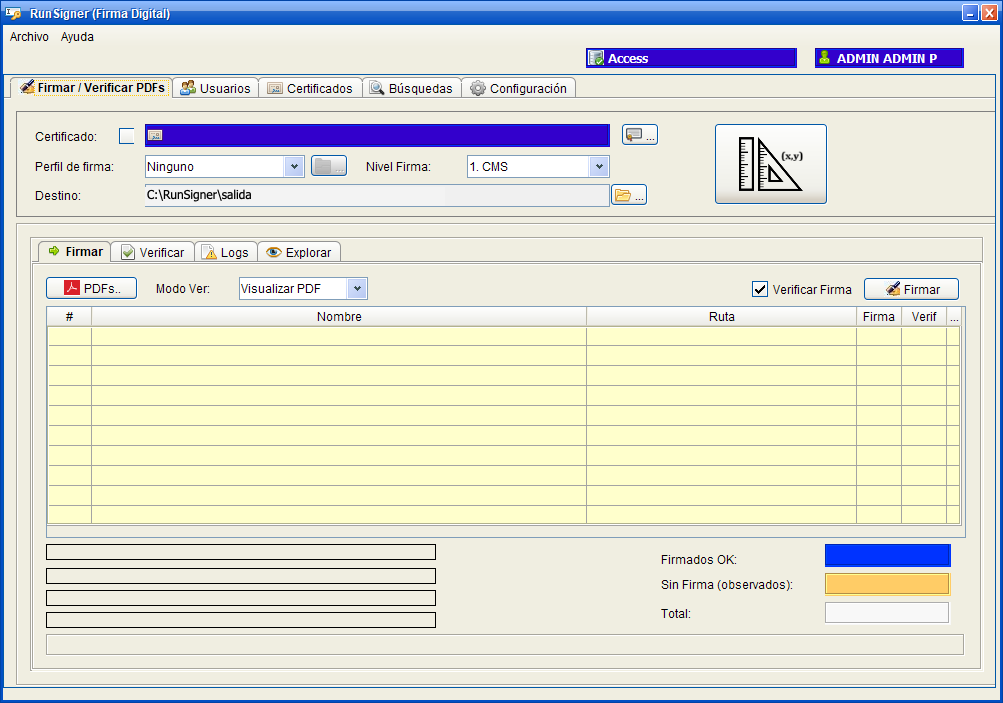 RunSigner (Firma Digital)
Archivo Ayuda
Access ADMIN ADMIN P
Firmar / Verificar PDFs Usuarios Certificados Búsquedas Configuración
Certificado: ...
Perfil de firma: Ninguno ... Nivel Firma: 1. CMS (x,y)
Destino: C:\RunSigner\salida ...
Firmar Verificar Logs Explorar
PDFs.. Modo Ver: Visualizar PDF Verificar Firma Firmar
# Nombre Ruta Firma Verif ...
Firmados OK:
Sin Firma (observados):
Total: